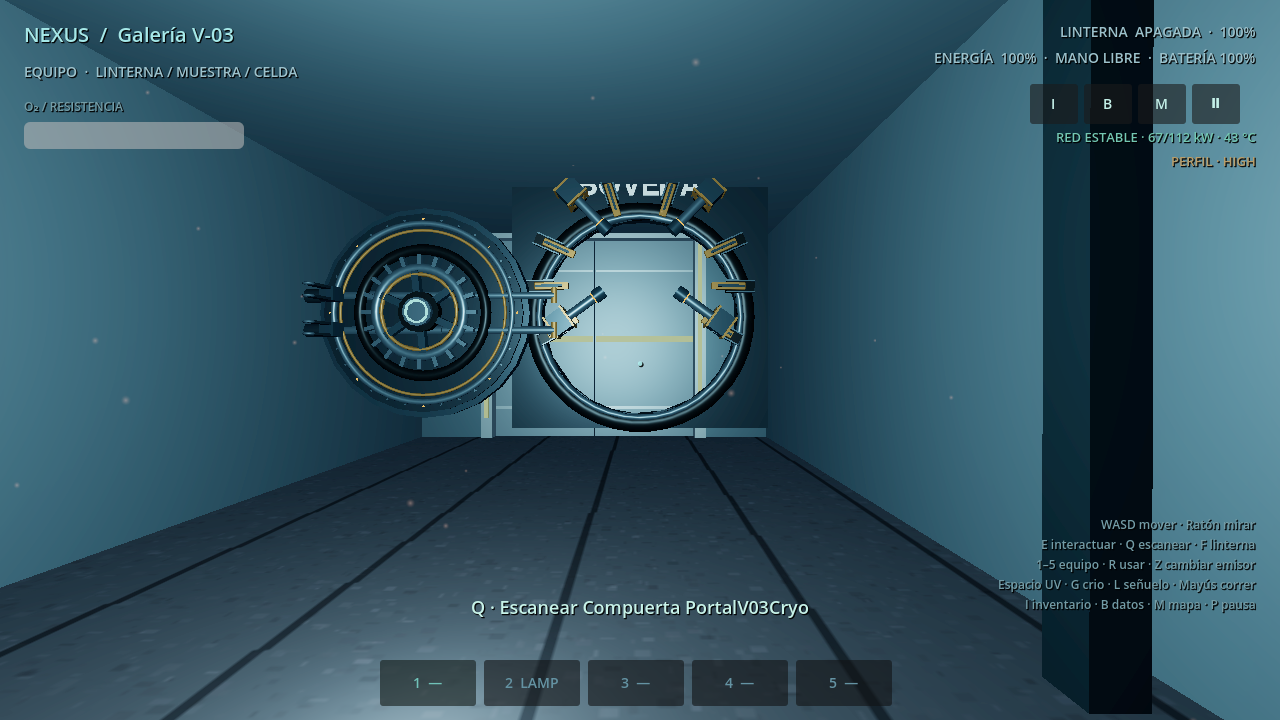 NEXUS / Galería V-03
EQUIPO · LINTERNA / MUESTRA / CELDA
O₂ / RESISTENCIA
LINTERNA APAGADA · 100%
ENERGÍA 100% · MANO LIBRE · BATERÍA 100%
I B M II
RED ESTABLE · 67/112 kW · 43 °C
PERFIL · HIGH
WASD mover · Ratón mirar
E interactuar · Q escanear · F linterna
1–5 equipo · R usar · Z cambiar emisor
Espacio UV · G crio · L señuelo · Mayús correr
I inventario · B datos · M mapa · P pausa
Q · Escanear Compuerta PortalV03Cryo
1 — 2 LAMP 3 — 4 — 5 —